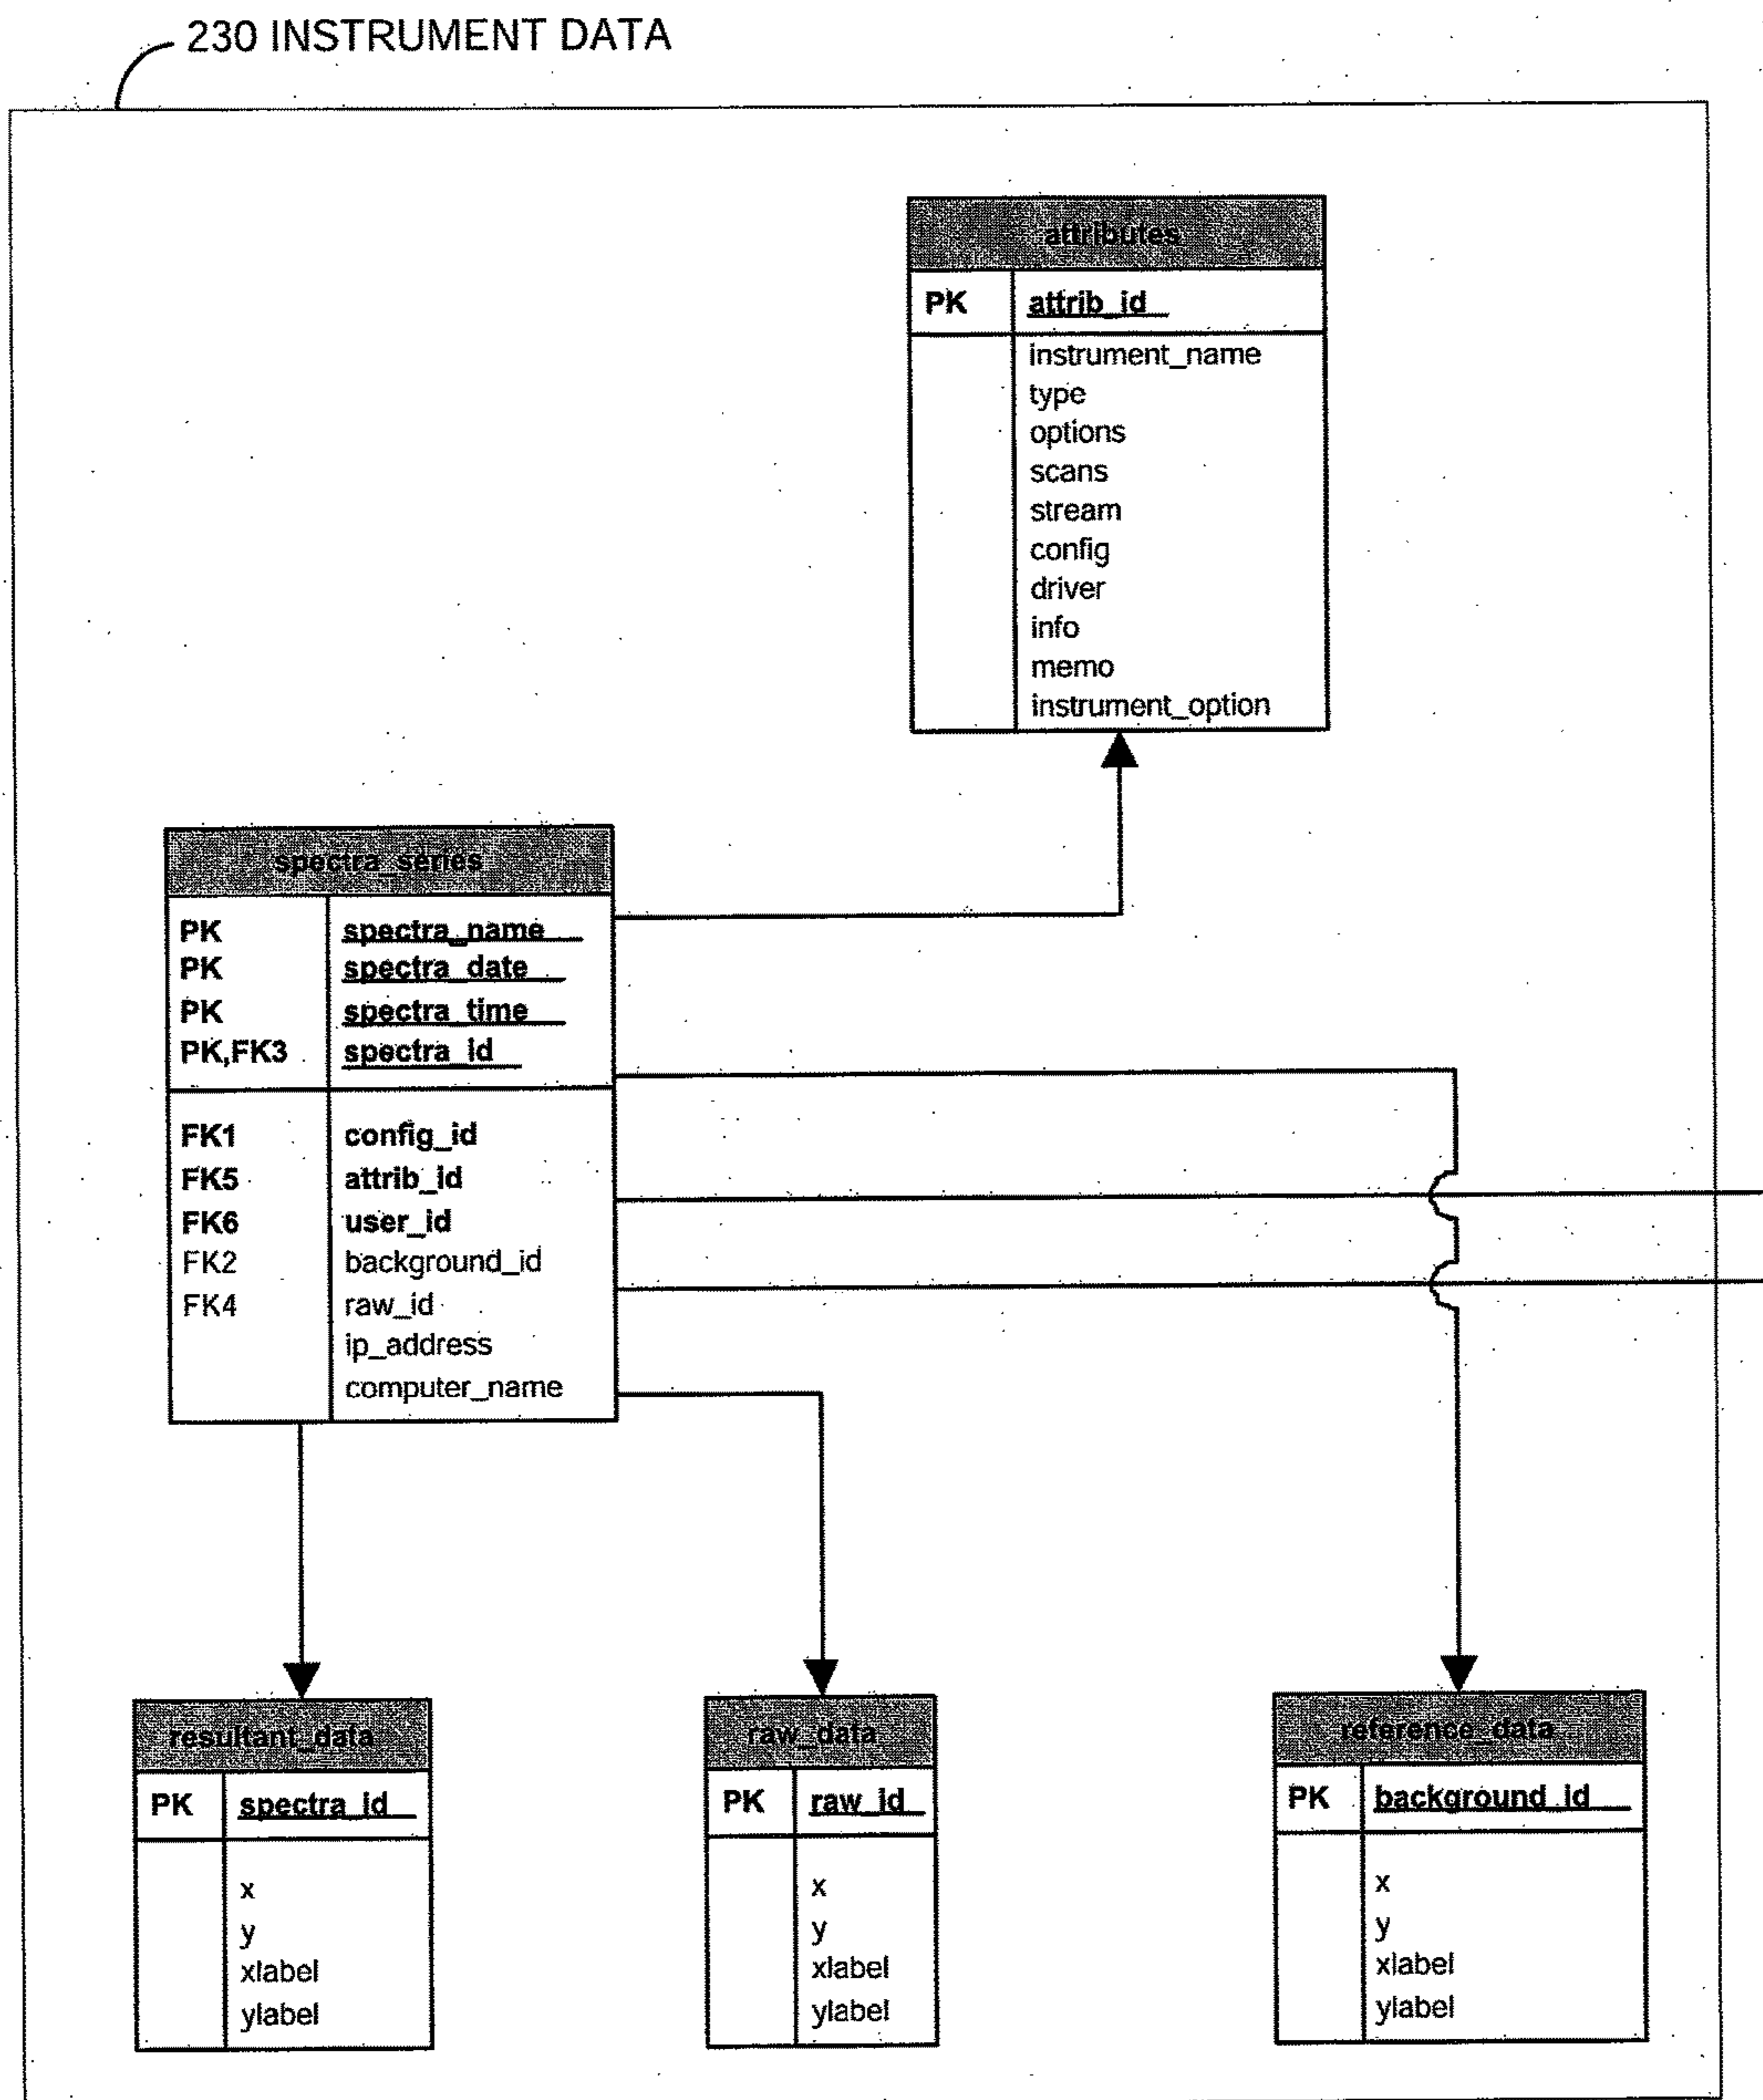 230 INSTRUMENT DATA
attributes
PK attrib_id
instrument_name
type
options
scans
stream
config
driver
info
memo
instrument_option
spectra_series
PK spectra_name
PK spectra_date
PK spectra_time
PK,FK3 spectra_id
FK1 config_id
FK5 attrib_id
FK6 user_id
FK2 background_id
FK4 raw_id
ip_address
computer_name
resultant_data
PK spectra_id
x
y
xlabel
ylabel
raw_data
PK raw_id
x
y
xlabel
ylabel
reference_data
PK background_id
x
y
xlabel
ylabel